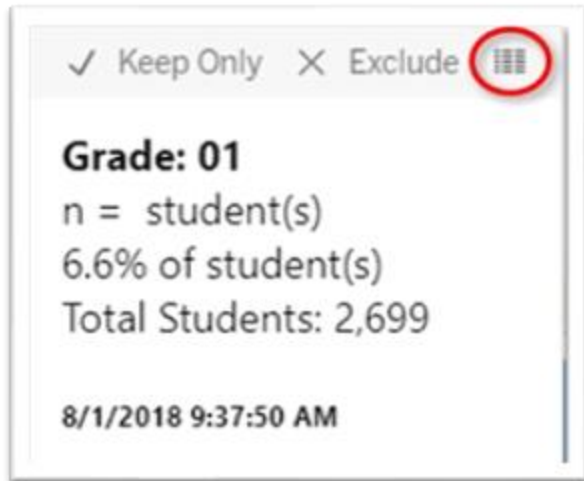 ✓ Keep Only ✕ Exclude
Grade: 01
n = student(s)
6.6% of student(s)
Total Students: 2,699
8/1/2018 9:37:50 AM